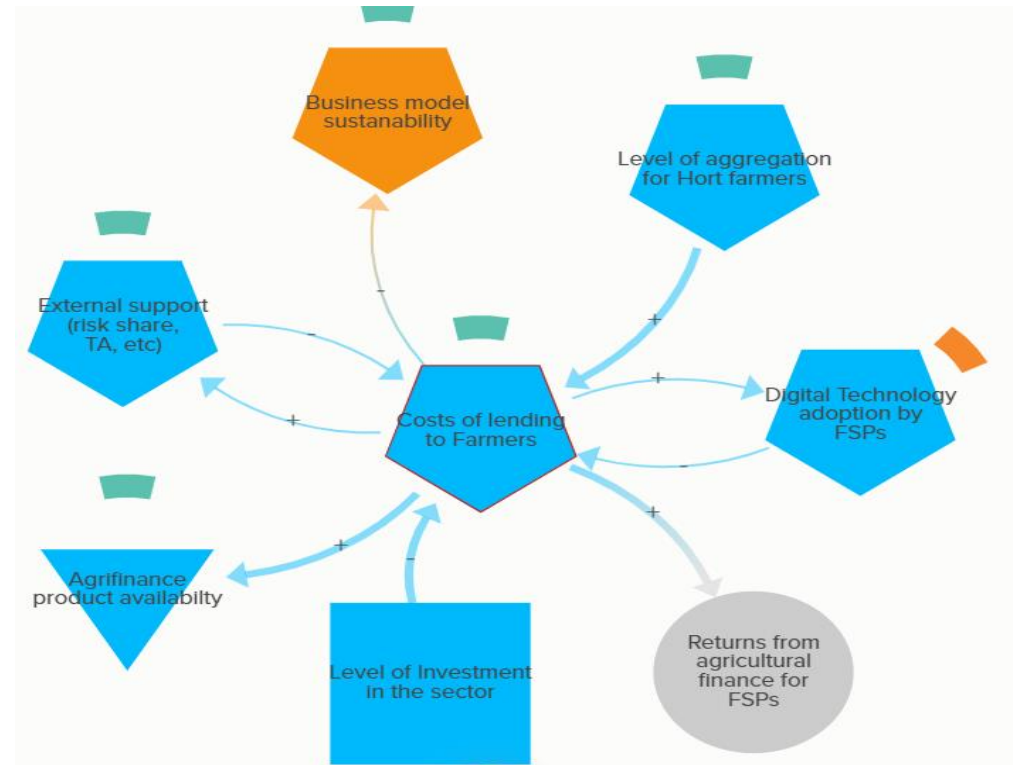 Business model
sustanability
Level of aggregation
for Hort farmers
External support
(risk share,
TA, etc)
-
-
+
+
Digital Technology
adoption by
FSPs
Costs of lending
to Farmers
+
-
+
+
-
Agrifinance
product availabilty
Level of Investment
in the sector
Returns from
agricultural
finance for
FSPs